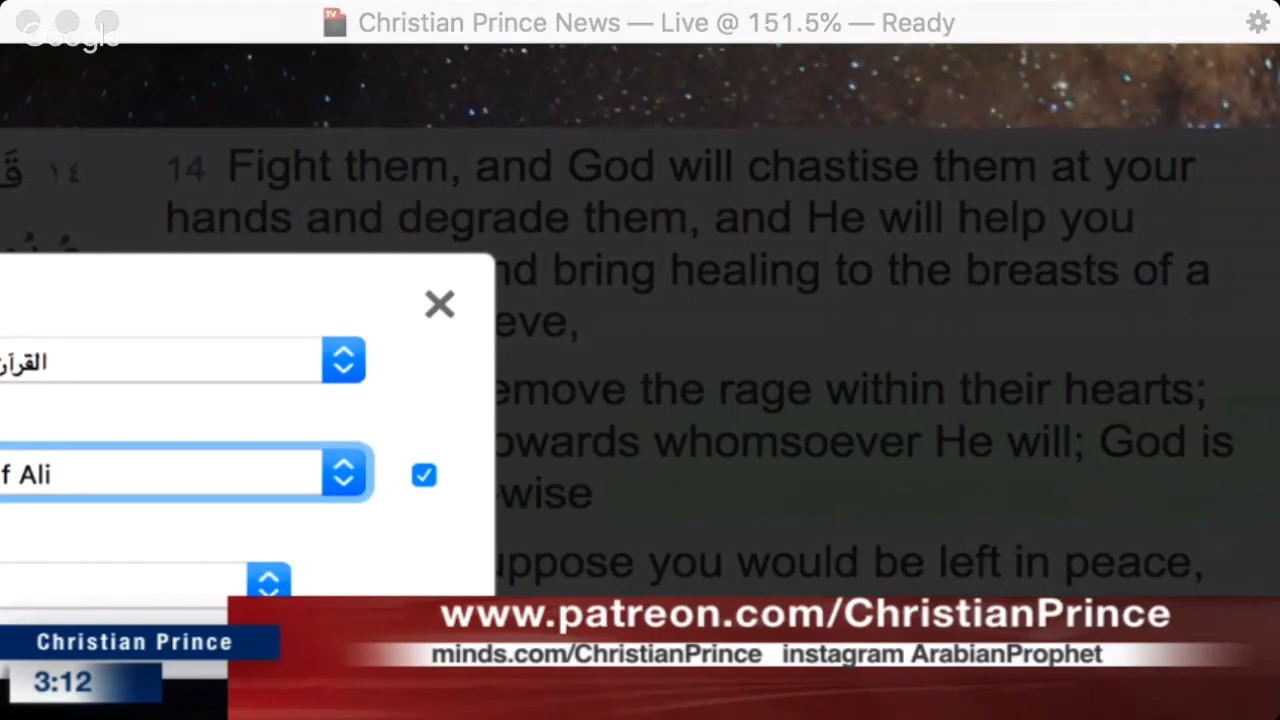 Christian Prince News — Live @ 151.5% — Ready
Google
١٤
14 Fight them, and God will chastise them at your
hands and degrade them, and He will help you
nd bring healing to the breasts of a
eve,
القرآن
emove the rage within their hearts;
owards whomsoever He will; God is
f Ali
-wise
uppose you would be left in peace,
www.patreon.com/ChristianPrince
Christian Prince
minds.com/ChristianPrince instagram ArabianProphet
3:12